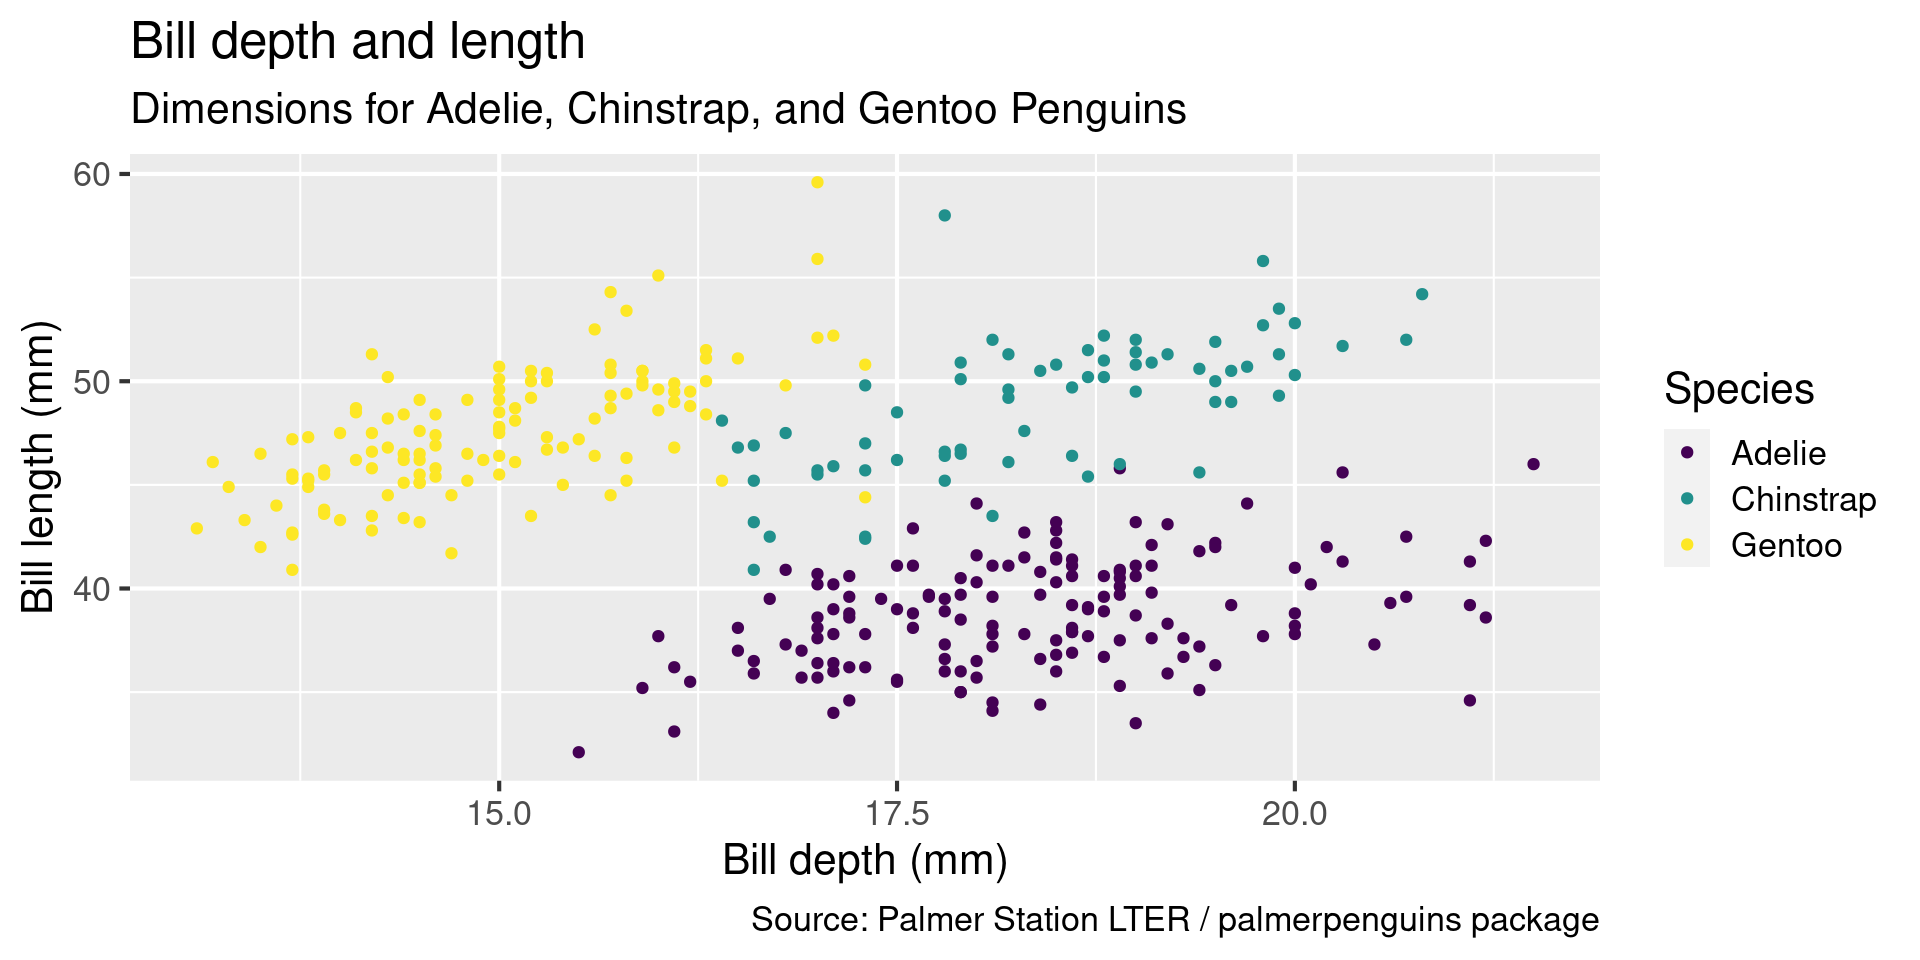 Bill depth and length
Dimensions for Adelie, Chinstrap, and Gentoo Penguins
60
50
40
Bill length (mm)
15.0 17.5 20.0
Bill depth (mm)
Species
Adelie
Chinstrap
Gentoo
Source: Palmer Station LTER / palmerpenguins package